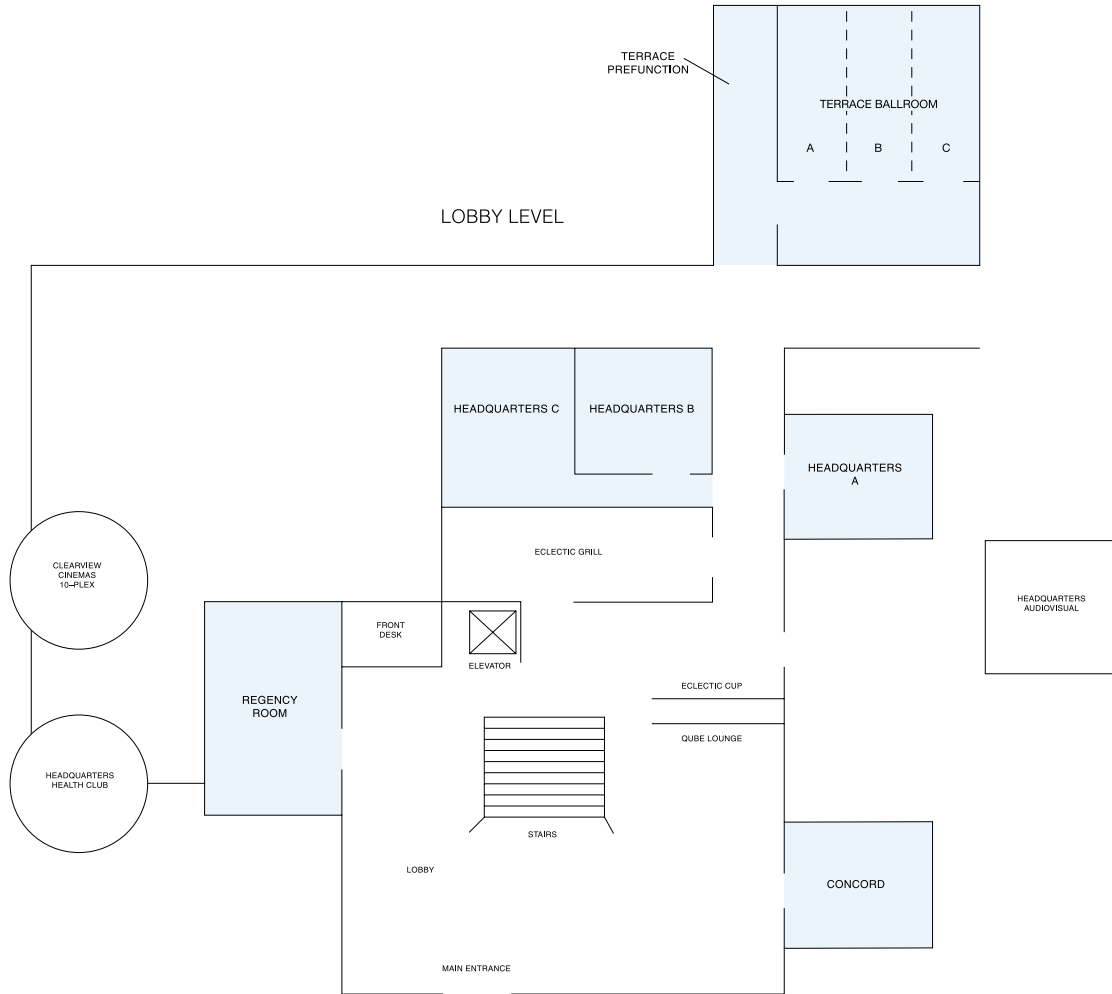 TERRACE
PREFUNCTION
TERRACE BALLROOM
A
B
C
LOBBY LEVEL
HEADQUARTERS C
HEADQUARTERS B
HEADQUARTERS
A
ECLECTIC GRILL
CLEARVIEW
CINEMAS
10–PLEX
HEADQUARTERS
AUDIOVISUAL
FRONT
DESK
ELEVATOR
REGENCY
ROOM
ECLECTIC CUP
QUBE LOUNGE
HEADQUARTERS
HEALTH CLUB
STAIRS
LOBBY
CONCORD
MAIN ENTRANCE